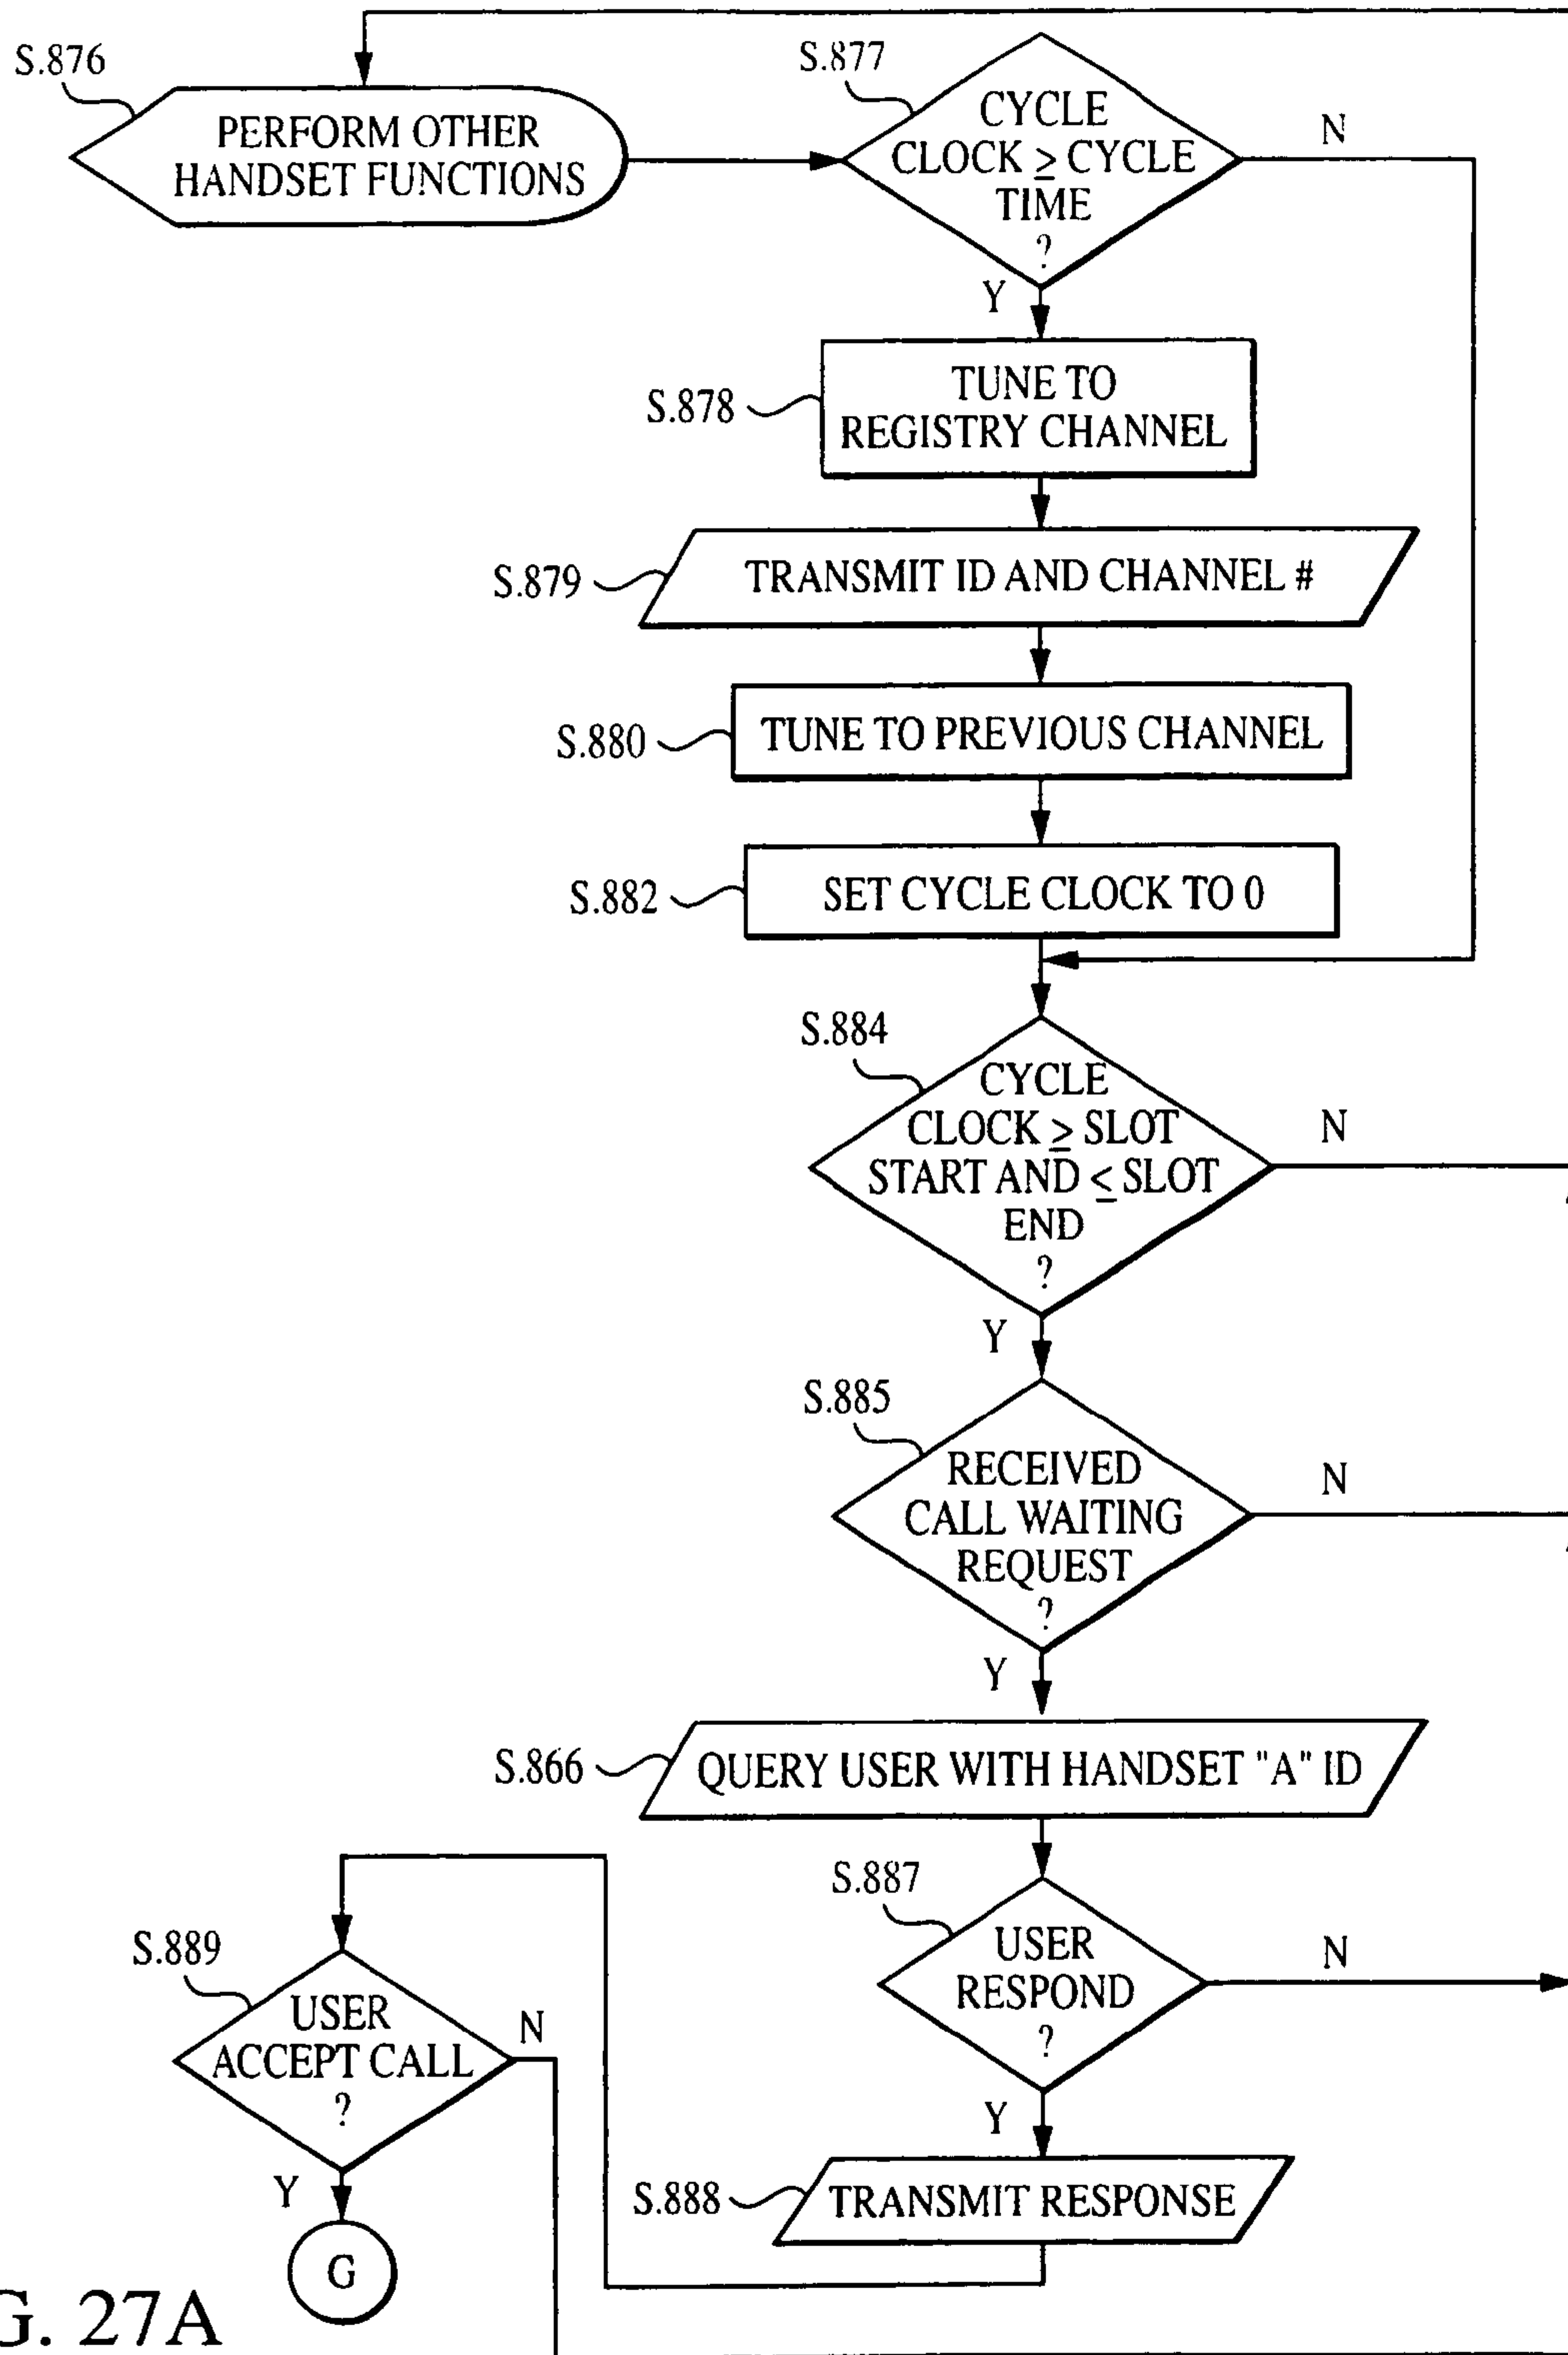 S.876
PERFORM OTHER
HANDSET FUNCTIONS
S.877
CYCLE
CLOCK ≥ CYCLE
TIME
?
N
Y
S.878
TUNE TO
REGISTRY CHANNEL
S.879
TRANSMIT ID AND CHANNEL #
S.880
TUNE TO PREVIOUS CHANNEL
S.882
SET CYCLE CLOCK TO 0
S.884
CYCLE
CLOCK ≥ SLOT
START AND ≤ SLOT
END
?
N
Y
S.885
RECEIVED
CALL WAITING
REQUEST
?
N
Y
S.866
QUERY USER WITH HANDSET "A" ID
S.887
USER
RESPOND
?
N
Y
S.888
TRANSMIT RESPONSE
S.889
USER
ACCEPT CALL
?
N
Y
G
G. 27A